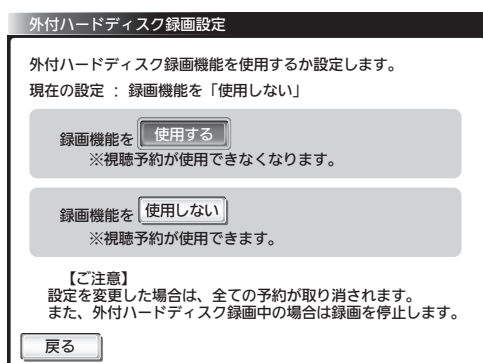 外付ハードディスク録画設定
外付ハードディスク録画機能を使用するか設定します。
現在の設定 : 録画機能を「使用しない」
録画機能を 使用する
※視聴予約が使用できなくなります。
録画機能を 使用しない
※視聴予約が使用できます。
【ご注意】
設定を変更した場合は、全ての予約が取り消されます。
また、外付ハードディスク録画中の場合は録画を停止します。
戻る